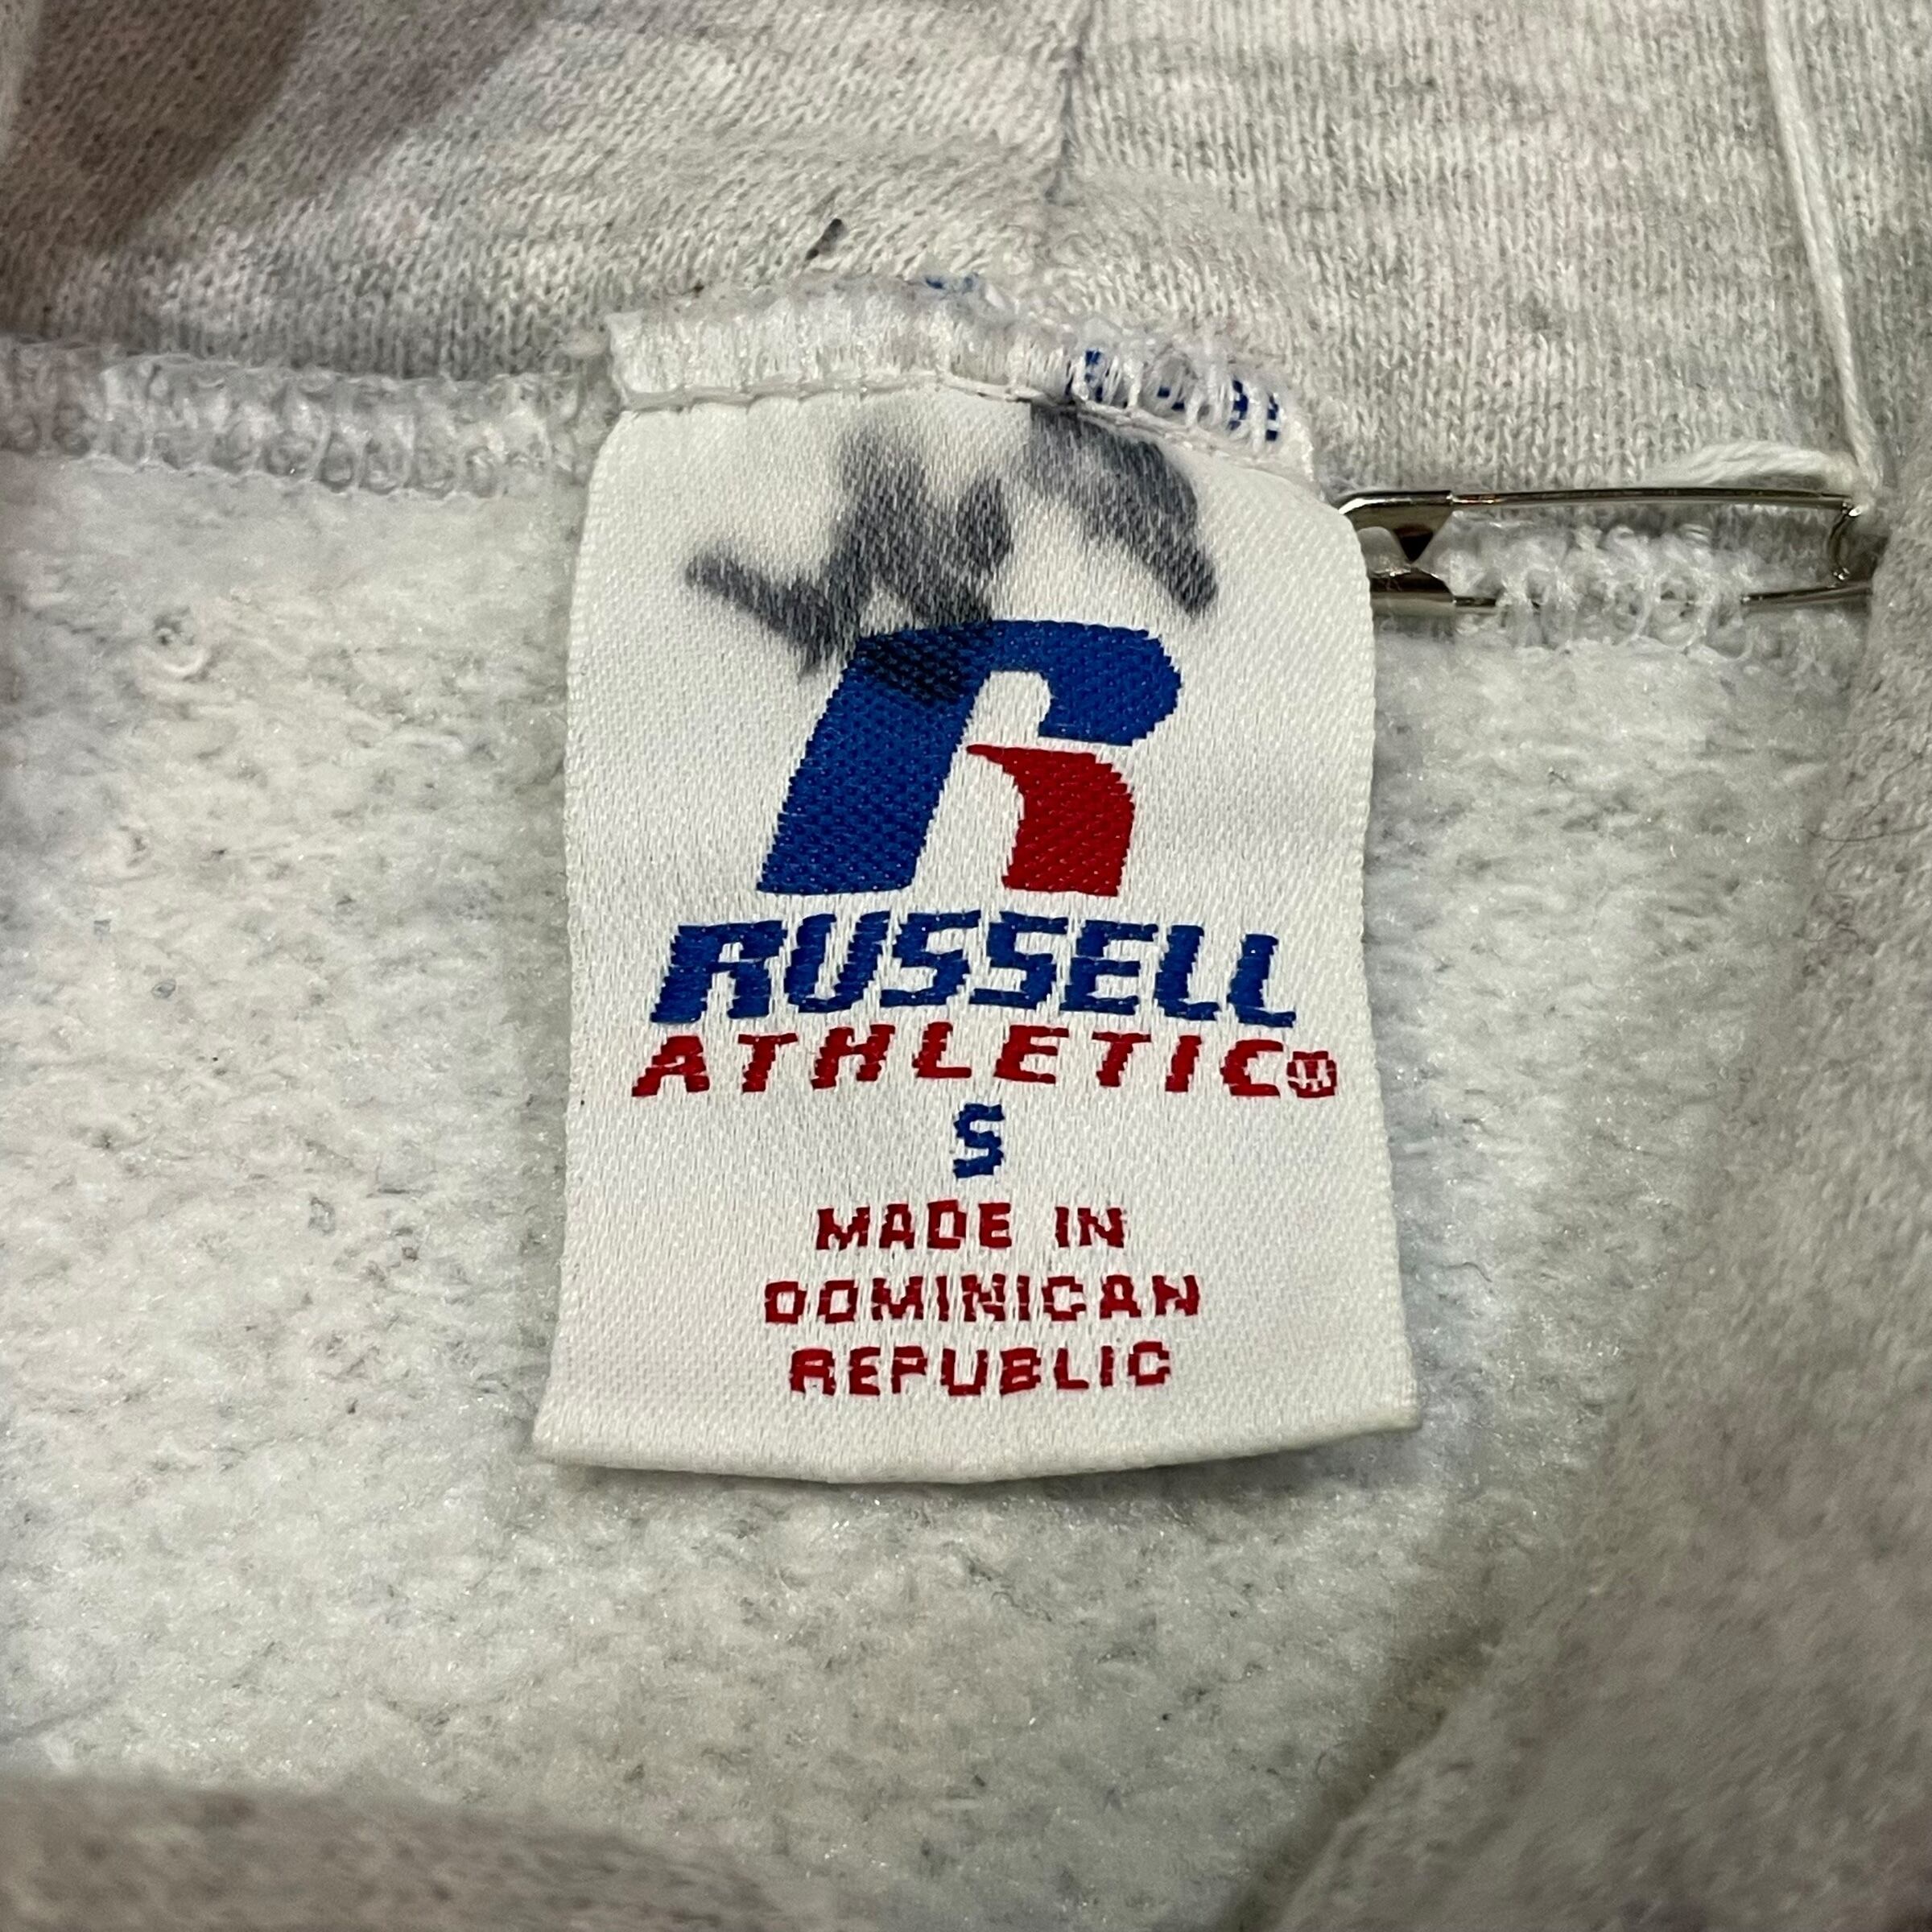 RUSSELL
ATHLETIC
S
MADE IN
DOMINICAN
REPUBLIC